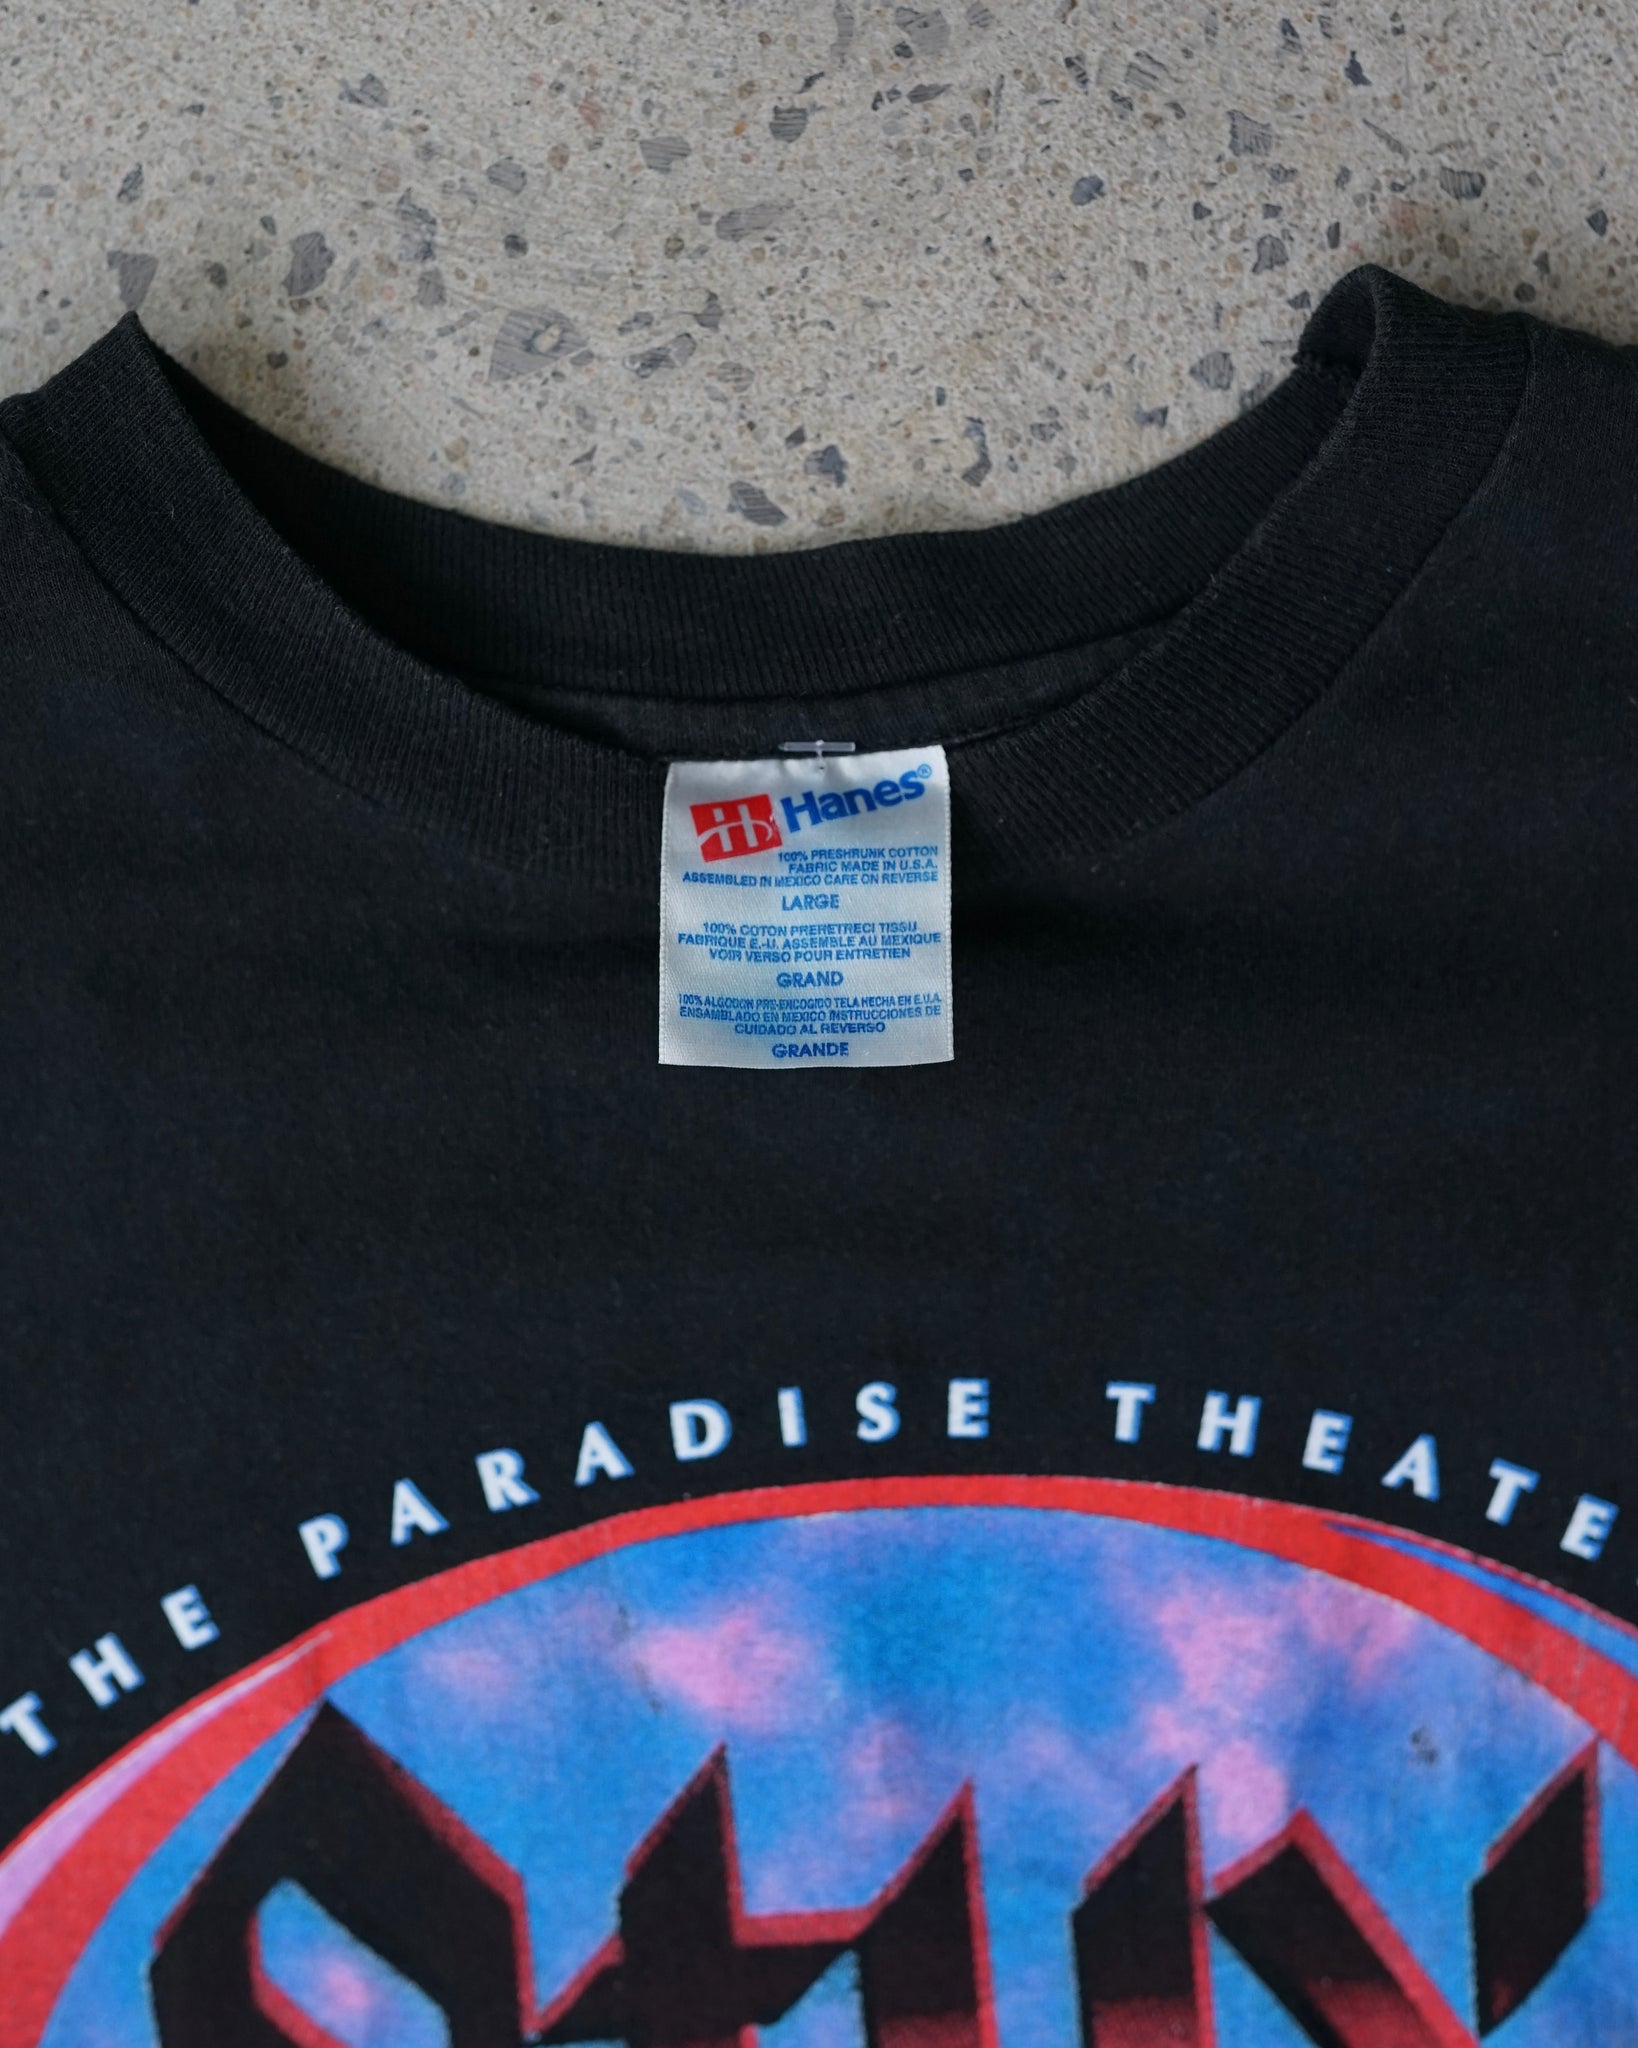 Hanes®
100% PRESHRUNK COTTON
FABRIC MADE IN U.S.A.
ASSEMBLED IN MEXICO CARE ON REVERSE
LARGE
100% COTON PRERETRECI TISSU
FABRIQUE E.-U. ASSEMBLE AU MEXIQUE
VOIR VERSO POUR ENTRETIEN
GRAND
100% ALGODON PRE-ENCOGIDO TELA HECHA EN E.U.A.
ENSAMBLADO EN MEXICO INSTRUCCIONES DE
CUIDADO AL REVERSO
GRANDE
THE PARADISE THEATE
Styx